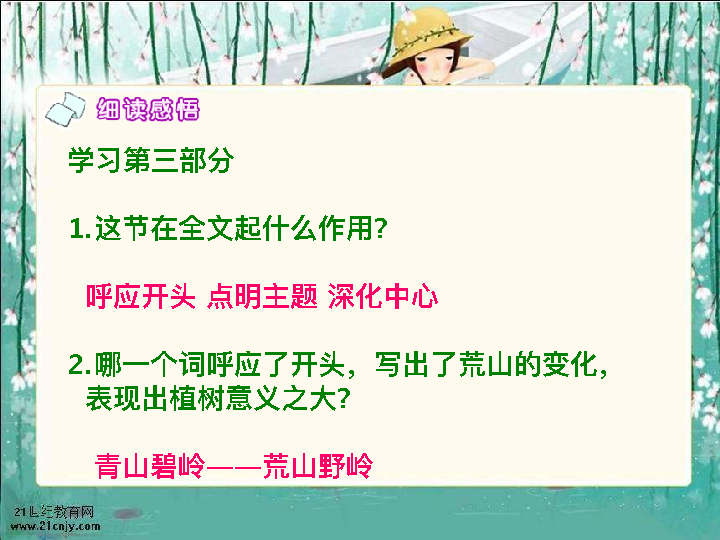 细读感悟
学习第三部分
1.这节在全文起什么作用?
呼应开头 点明主题 深化中心
2.哪一个词呼应了开头，写出了荒山的变化，
表现出植树意义之大?
青山碧岭——荒山野岭
21世纪教育网
www.21cnjy.com